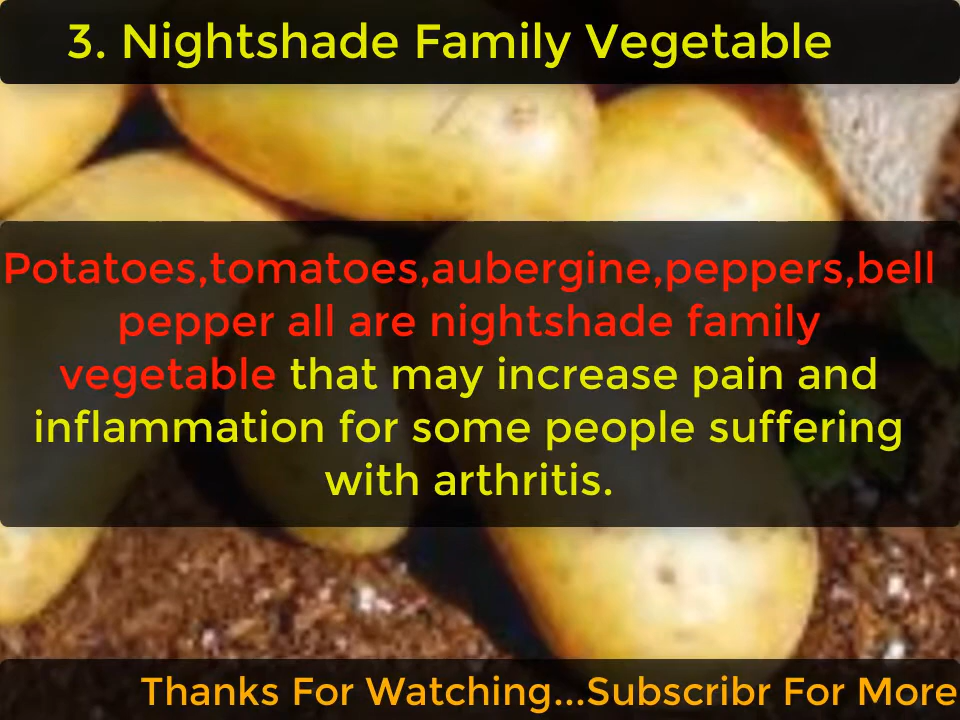 3. Nightshade Family Vegetable
Potatoes,tomatoes,aubergine,peppers,bell
pepper all are nightshade family
vegetable that may increase pain and
inflammation for some people suffering
with arthritis.
Thanks For Watching...Subscribr For More